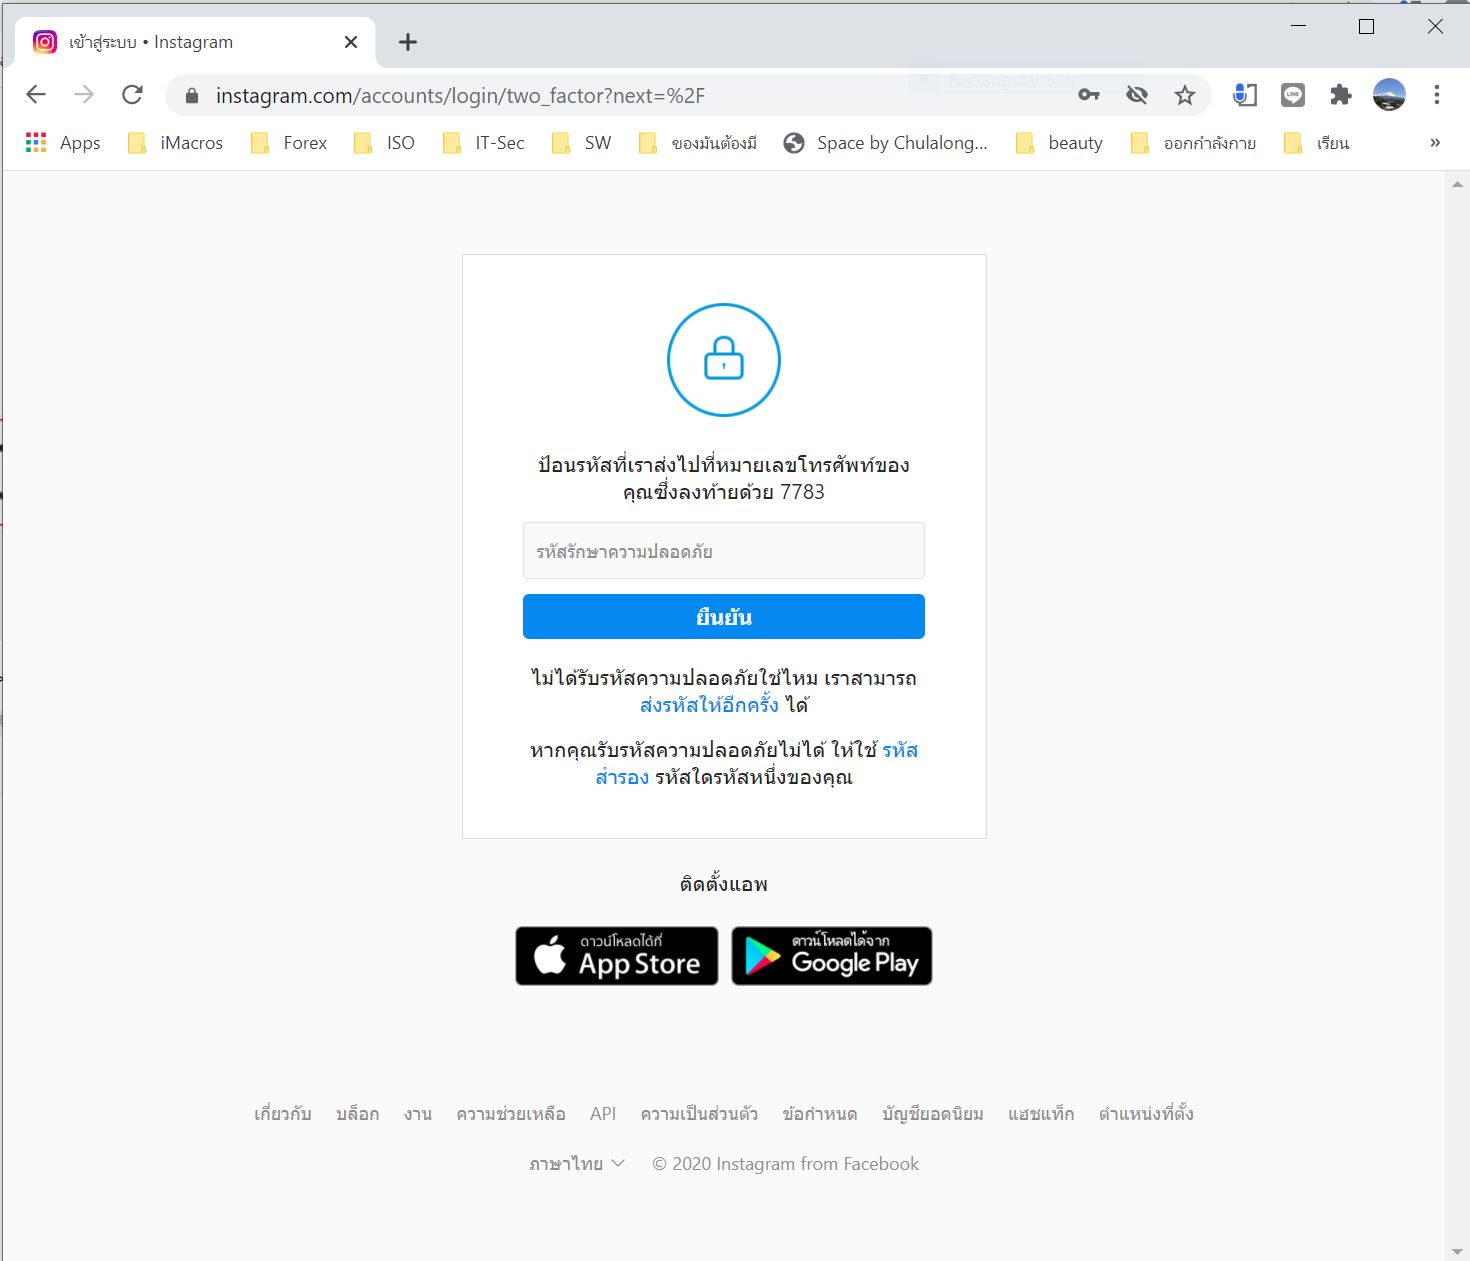 เข้าสู่ระบบ • Instagram
instagram.com/accounts/login/two_factor?next=%2F
Rectangular Snip
Apps iMacros Forex ISO IT-Sec SW ของมันต้องมี Space by Chulalong... beauty ออกกำลังกาย เรียน »
ป้อนรหัสที่เราส่งไปที่หมายเลขโทรศัพท์ของ
คุณซึ่งลงท้ายด้วย 7783
รหัสรักษาความปลอดภัย
ยืนยัน
ไม่ได้รับรหัสความปลอดภัยใช่ไหม เราสามารถ
ส่งรหัสให้อีกครั้ง ได้
หากคุณรับรหัสความปลอดภัยไม่ได้ ให้ใช้ รหัส
สำรอง รหัสใดรหัสหนึ่งของคุณ
ติดตั้งแอพ
ดาวน์โหลดได้ที่
App Store
ดาวน์โหลดได้จาก
Google Play
เกี่ยวกับ บล็อก งาน ความช่วยเหลือ API ความเป็นส่วนตัว ข้อกำหนด บัญชียอดนิยม แฮชแท็ก ตำแหน่งที่ตั้ง
ภาษาไทย © 2020 Instagram from Facebook